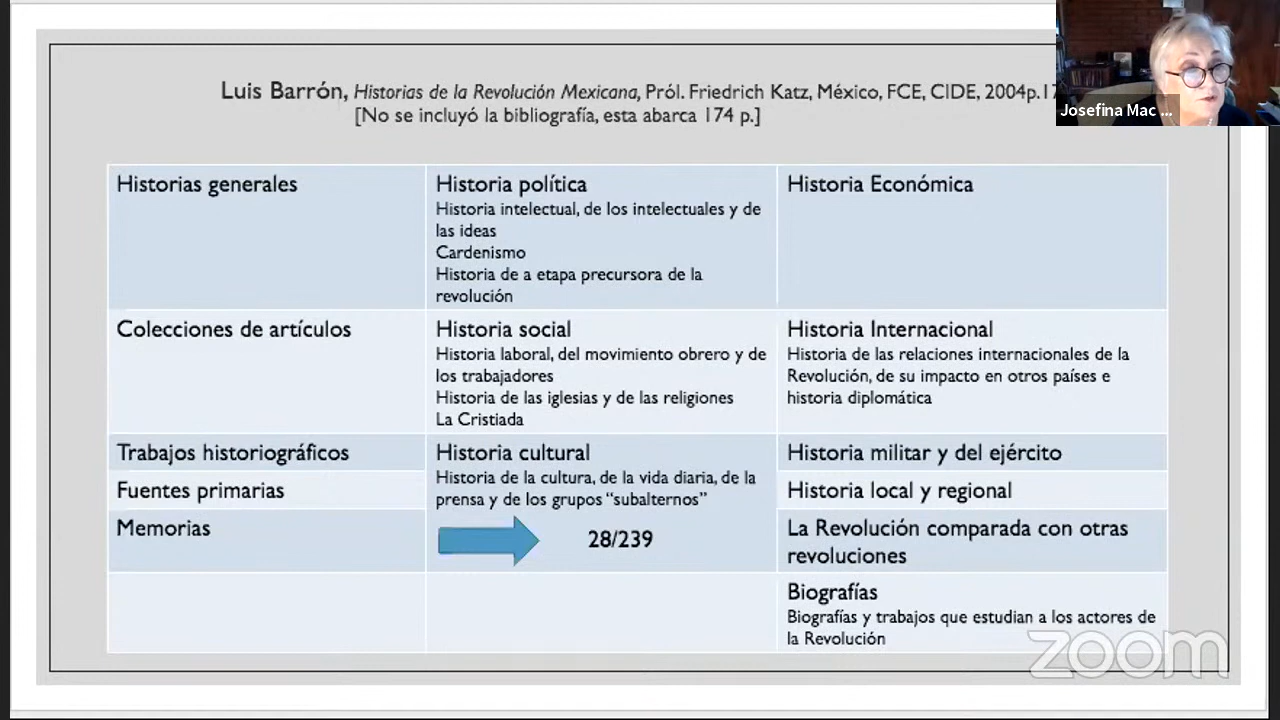 Luis Barrón, Historias de la Revolución Mexicana, Pról. Friedrich Katz, México, FCE, CIDE, 2004p.17
[No se incluyó la bibliografía, esta abarca 174 p.]
Josefina Mac ...
Historias generales
Historia política
Historia intelectual, de los intelectuales y de
las ideas
Cardenismo
Historia de a etapa precursora de la
revolución
Historia Económica
Colecciones de artículos
Historia social
Historia laboral, del movimiento obrero y de
los trabajadores
Historia de las iglesias y de las religiones
La Cristiada
Historia Internacional
Historia de las relaciones internacionales de la
Revolución, de su impacto en otros países e
historia diplomática
Trabajos historiográficos
Fuentes primarias
Memorias
Historia cultural
Historia de la cultura, de la vida diaria, de la
prensa y de los grupos “subalternos”
28/239
Historia militar y del ejército
Historia local y regional
La Revolución comparada con otras
revoluciones
Biografías
Biografías y trabajos que estudian a los actores de
la Revolución
zoom